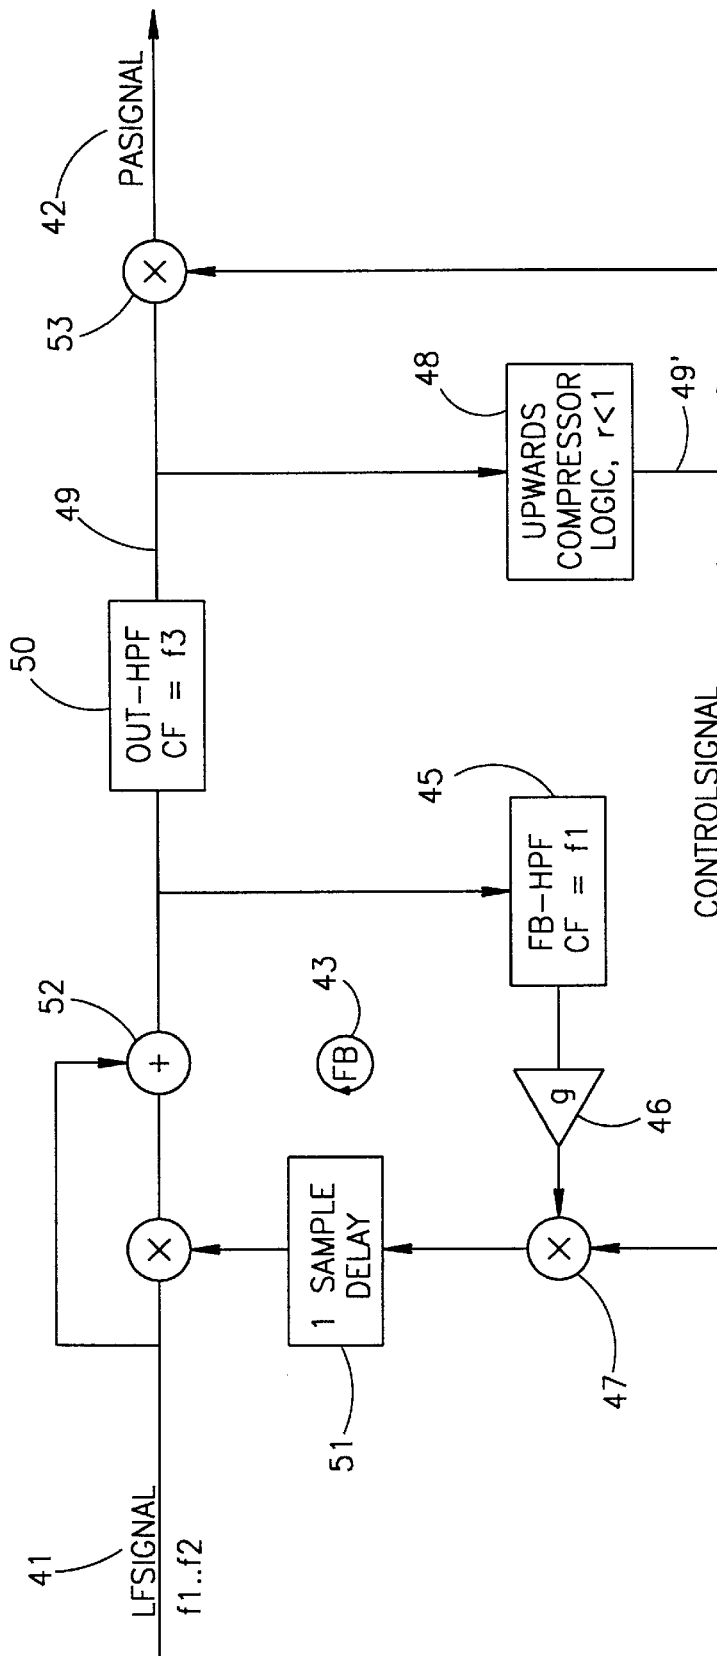 41
LFSIGNAL
f1..f2
52
+
×
1 SAMPLE
DELAY
51
FB
43
×
47
g
46
FB-HPF
CF = f1
45
OUT-HPF
CF = f3
50
49
UPWARDS
COMPRESSOR
LOGIC, r<1
48
49'
×
53
42
PASIGNAL
CONTROLSIGNAL